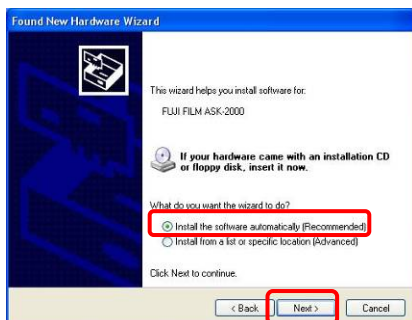 Found New Hardware Wizard
This wizard helps you install software for:
FUJI FILM ASK-2000
If your hardware came with an installation CD
or floppy disk, insert it now.
What do you want the wizard to do?
Install the software automatically (Recommended)
Install from a list or specific location (Advanced)
Click Next to continue.
< Back
Next >
Cancel